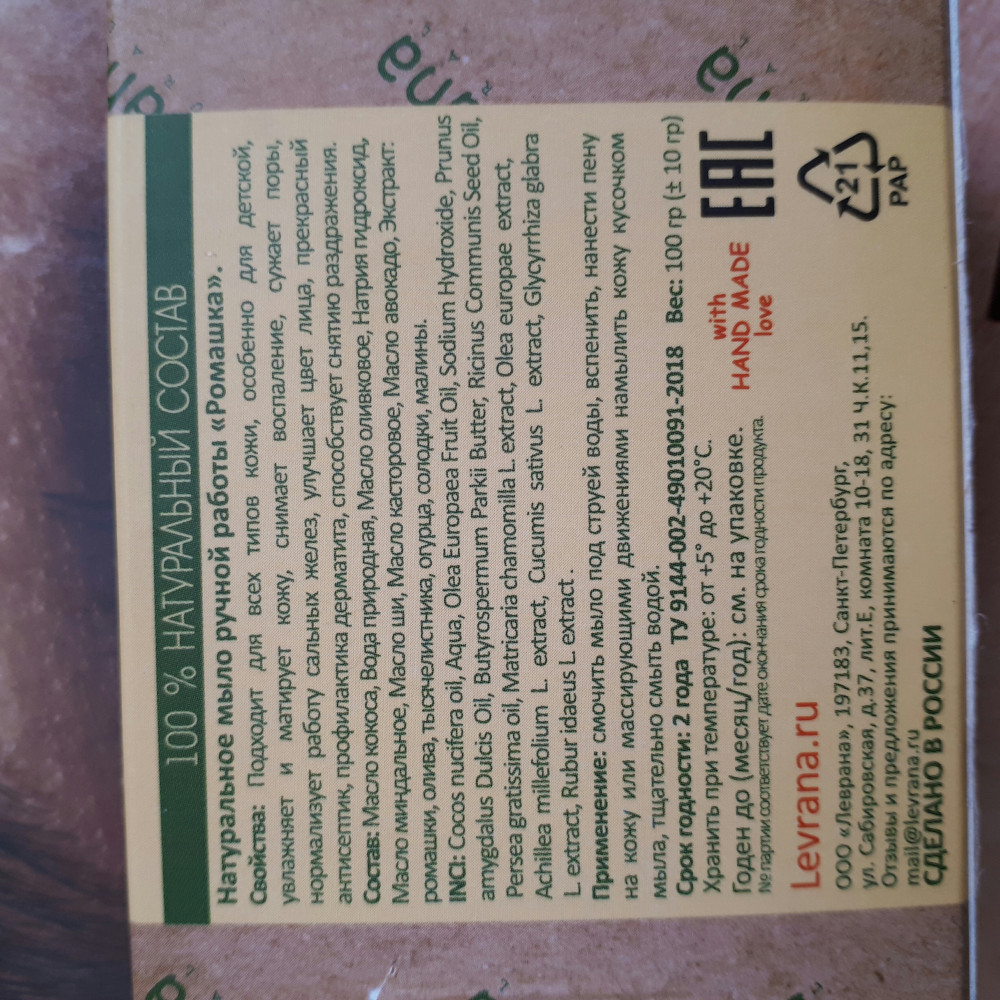 100 % НАТУРАЛЬНЫЙ СОСТАВ
Натуральное мыло ручной работы «Ромашка».
Свойства: Подходит для всех типов кожи, особенно для детской,
увлажняет и матирует кожу, снимает воспаление, сужает поры,
нормализует работу сальных желез, улучшает цвет лица, прекрасный
антисептик, профилактика дерматита, способствует снятию раздражения.
Состав: Масло кокоса, Вода природная, Масло оливковое, Натрия гидроксид,
Масло миндальное, Масло ши, Масло касторовое, Масло авокадо, Экстракт:
ромашки, олива, тысячелистника, огурца, солодки, малины.
INCI: Cocos nucifera oil, Aqua, Olea Europaea Fruit Oil, Sodium Hydroxide, Prunus
amygdalus Dulcis Oil, Butyrospermum Parkii Butter, Ricinus Communis Seed Oil,
Persea gratissima oil, Matricaria chamomilla L. extract, Olea europae extract,
Achillea millefolium L. extract, Cucumis sativus L. extract, Glycyrrhiza glabra
L extract, Rubur idaeus L. extract .
Применение: смочить мыло под струей воды, вспенить, нанести пену
на кожу или массирующими движениями намылить кожу кусочком
мыла, тщательно смыть водой.
Срок годности: 2 года ТУ 9144-002-49010091-2018 Вес: 100 гр (± 10 гр)
Хранить при температуре: от +5° до +20°С.
Годен до (месяц/год): см. на упаковке.
№ партии соответствует дате окончания срока годности продукта.
with
HAND MADE
love
EAC
21
PAP
Levrana.ru
ООО «Леврана», 197183, Санкт-Петербург,
ул. Сабировская, д.37, лит.Е, комната 10-18, 31 Ч.К.11,15.
Отзывы и предложения принимаются по адресу:
mail@levrana.ru
СДЕЛАНО В РОССИИ